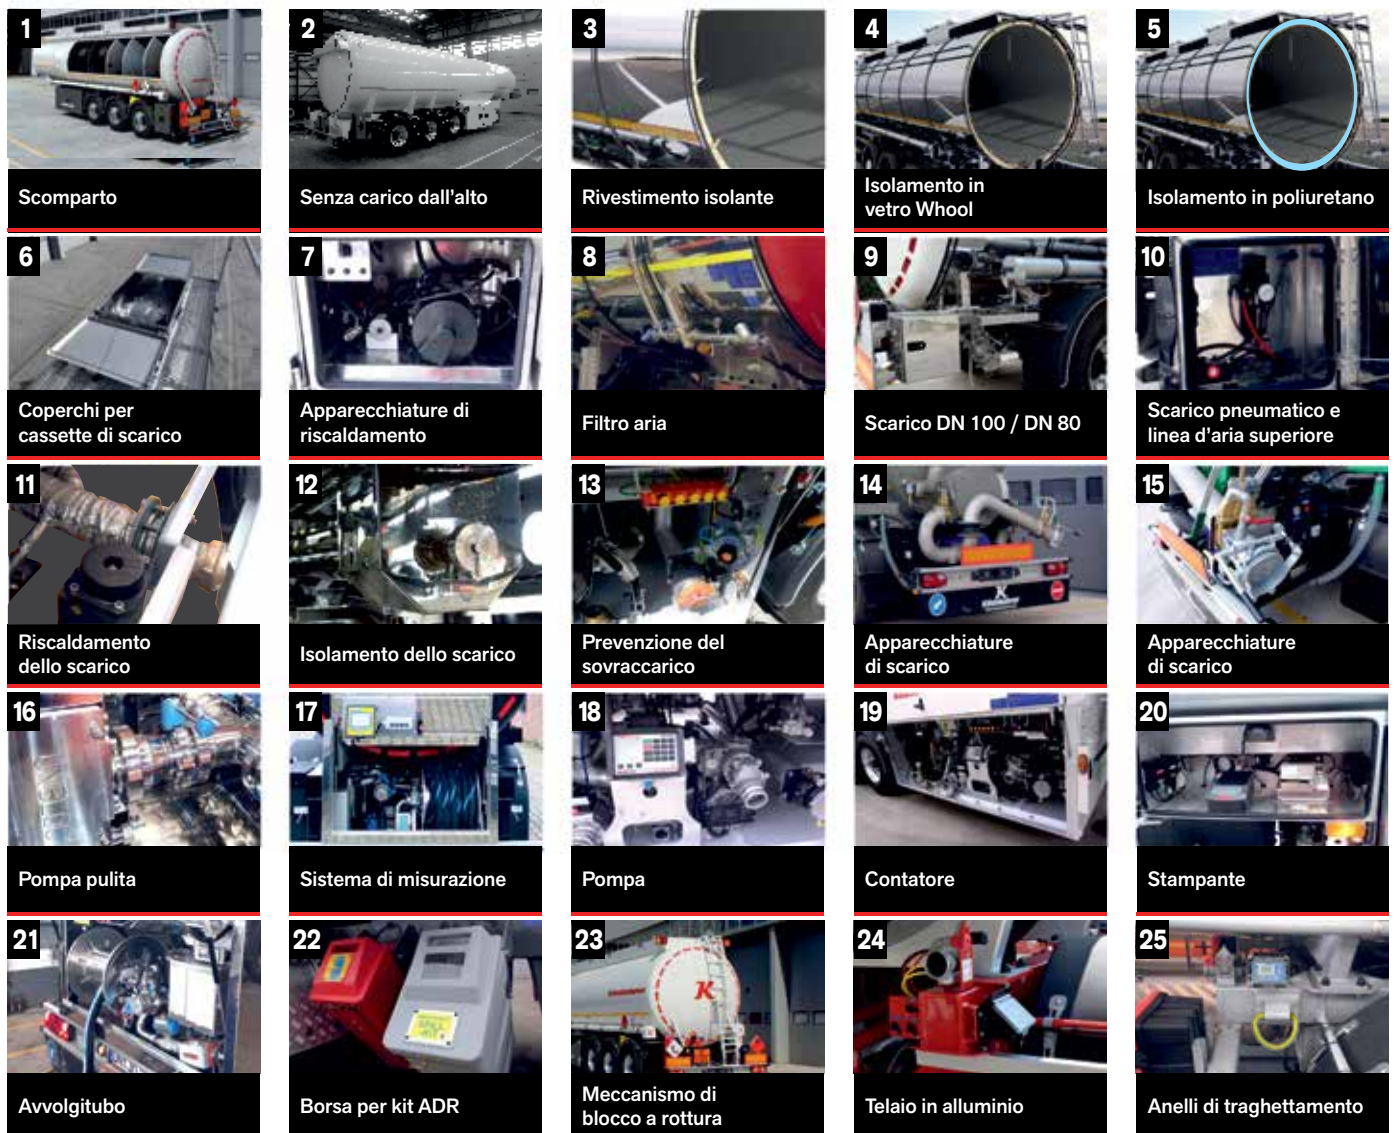 1
Scomparto
2
Senza carico dall'alto
3
Rivestimento isolante
4
Isolamento in
vetro Whool
5
Isolamento in poliuretano
6
Coperchi per
cassette di scarico
7
Apparecchiature di
riscaldamento
8
Filtro aria
9
Scarico DN 100 / DN 80
10
Scarico pneumatico e
linea d'aria superiore
11
Riscaldamento
dello scarico
12
Isolamento dello scarico
13
Prevenzione del
sovraccarico
14
Apparecchiature
di scarico
15
Apparecchiature
di scarico
16
Pompa pulita
17
Sistema di misurazione
18
Pompa
19
Contatore
20
Stampante
21
Avvolgitubo
22
SPILL
KIT
Borsa per kit ADR
23
K
Meccanismo di
blocco a rottura
24
Telaio in alluminio
25
Anelli di traghettamento